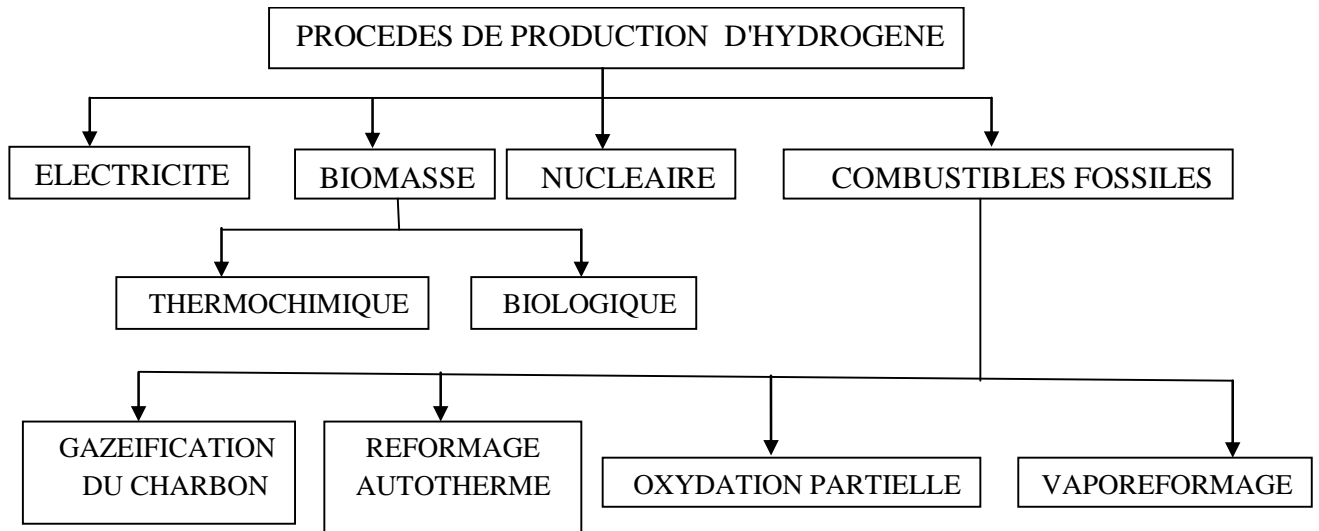 PROCEDES DE PRODUCTION D'HYDROGENE
ELECTRICITE
BIOMASSE
NUCLEAIRE
COMBUSTIBLES FOSSILES
THERMOCHIMIQUE
BIOLOGIQUE
GAZEIFICATION
DU CHARBON
REFORMAGE
AUTOTHERME
OXYDATION PARTIELLE
VAPOREFORMAGE